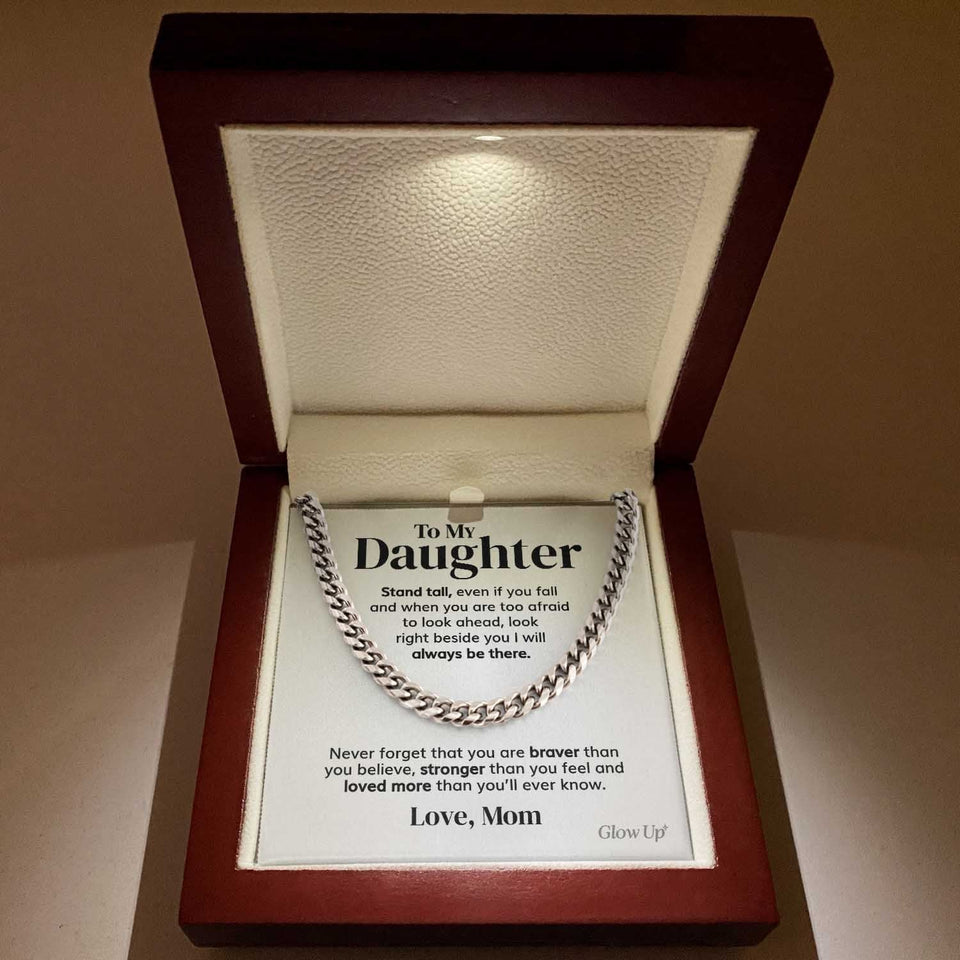 To My
Daughter
Stand tall, even if you fall
and when you are too afraid
to look ahead, look
right beside you I will
always be there.
Never forget that you are braver than
you believe, stronger than you feel and
loved more than you'll ever know.
Love, Mom
Glow Up